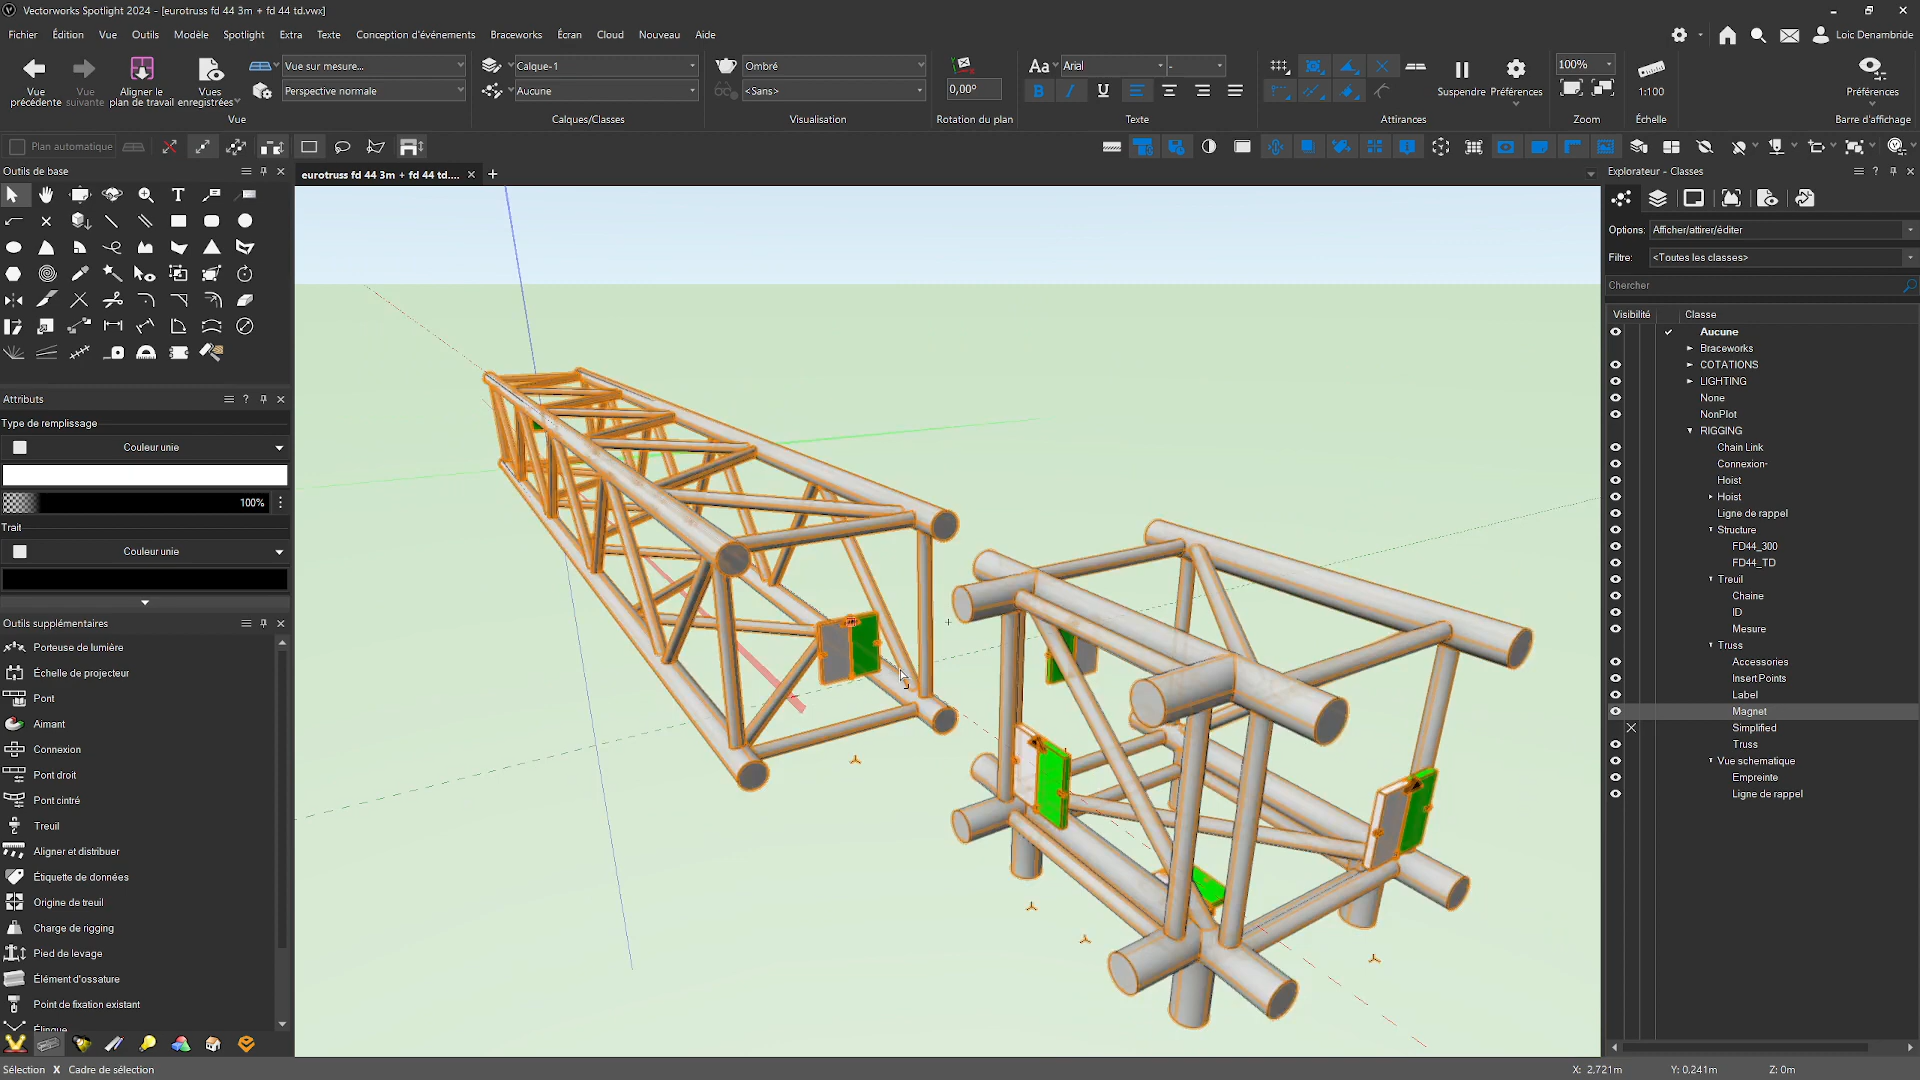 Vectorworks Spotlight 2024 - [eurotruss fd 44 3m + fd 44 td.vwx]
Fichier Édition Vue Outils Modèle Spotlight Extra Texte Conception d'événements Braceworks Écran Cloud Nouveau Aide
Loic Denambride
Vue précédente
Vue suivante
Aligner le plan de travail
Vues enregistrées
Vue sur mesure...
Perspective normale
Vue
Calque-1
Aucune
Calques/Classes
Ombré
<Sans>
Visualisation
0,00°
Rotation du plan
Aa Arial -
B I U
Texte
Suspendre Préférences
Attirances
100%
Zoom
1:100
Échelle
Préférences
Barre d'affichage
Plan automatique
Outils de base
eurotruss fd 44 3m + fd 44 td....
Attributs
Type de remplissage
Couleur unie
100%
Trait
Couleur unie
Outils supplémentaires
Porteuse de lumière
Échelle de projecteur
Pont
Aimant
Connexion
Pont droit
Pont cintré
Treuil
Aligner et distribuer
Étiquette de données
Origine de treuil
Charge de rigging
Pied de levage
Élément d'ossature
Point de fixation existant
Élingue
Explorateur - Classes
Options: Afficher/attirer/éditer
Filtre: <Toutes les classes>
Chercher
Visibilité Classe
Aucune
Braceworks
COTATIONS
LIGHTING
None
NonPlot
RIGGING
Chain Link
Connexion-
Hoist
Hoist
Ligne de rappel
Structure
FD44_300
FD44_TD
Treuil
Chaine
ID
Mesure
Truss
Accessories
Insert Points
Label
Magnet
Simplified
Truss
Vue schematique
Empreinte
Ligne de rappel
Sélection X Cadre de sélection
X: 2.721m Y: 0.241m Z: 0m